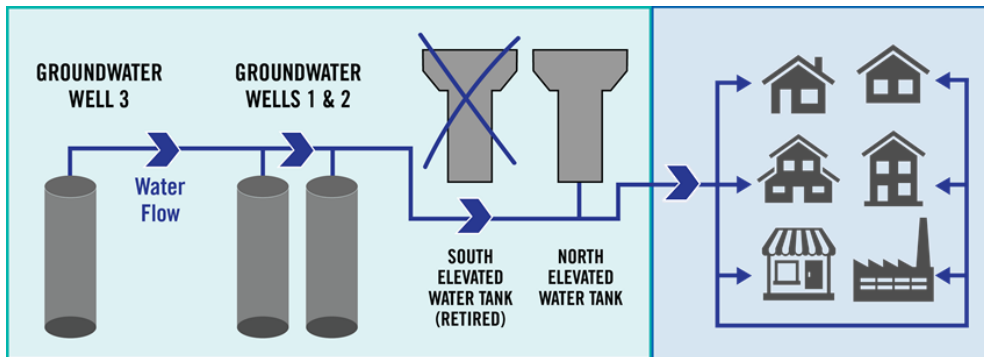 GROUNDWATER
WELL 3
GROUNDWATER
WELLS 1 & 2
Water
Flow
SOUTH
ELEVATED
WATER TANK
(RETIRED)
NORTH
ELEVATED
WATER TANK